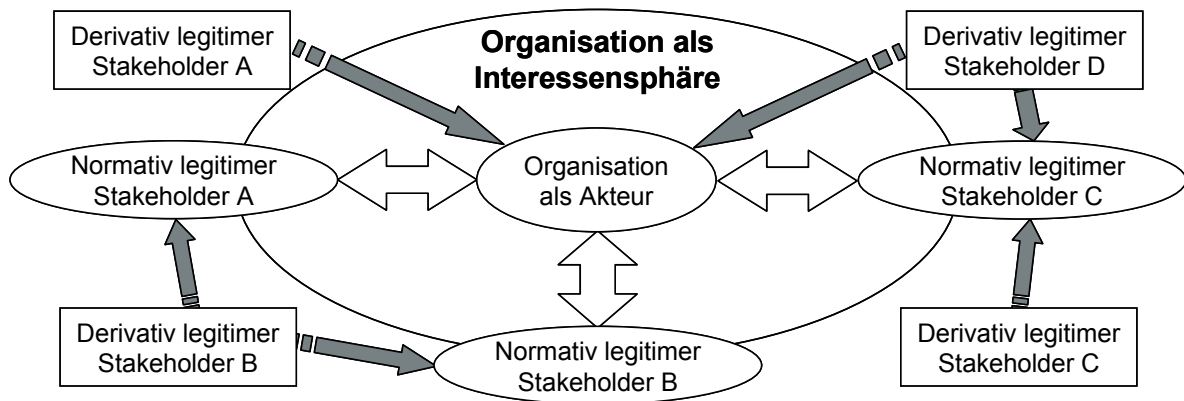 Derivativ legitimer
Stakeholder A
Organisation als
Interessensphäre
Derivativ legitimer
Stakeholder D
Normativ legitimer
Stakeholder A
Organisation
als Akteur
Normativ legitimer
Stakeholder C
Derivativ legitimer
Stakeholder B
Normativ legitimer
Stakeholder B
Derivativ legitimer
Stakeholder C